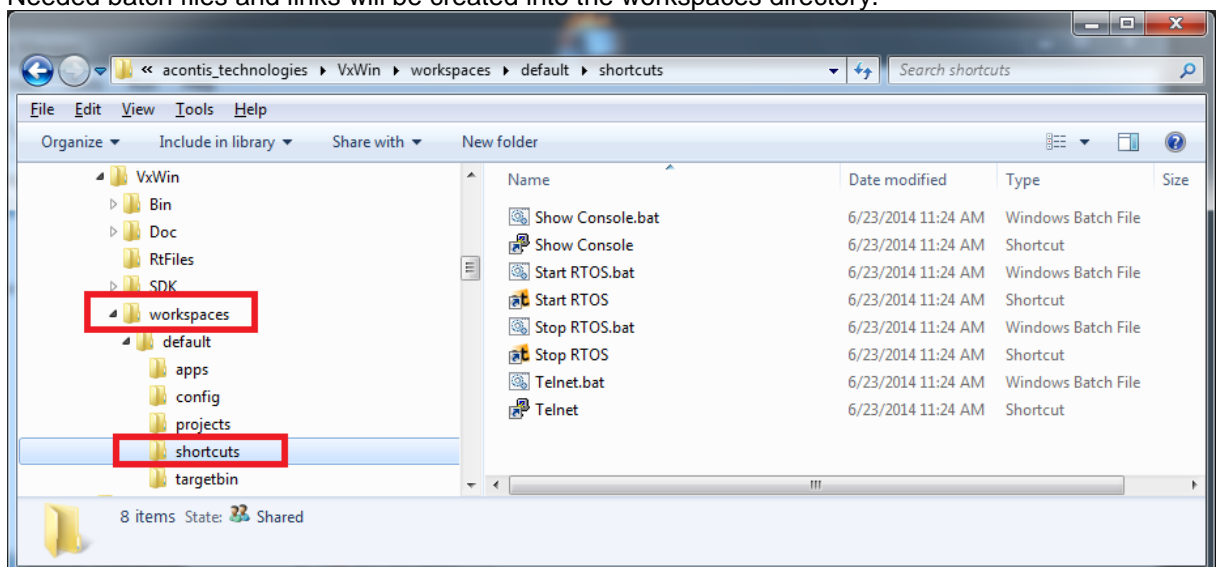 Needed batch files and links will be created into the workspaces directory.
« acontis_technologies ▸ VxWin ▸ workspaces ▸ default ▸ shortcuts
Search shortcuts
File Edit View Tools Help
Organize Include in library Share with New folder
VxWin
Bin
Doc
RtFiles
SDK
workspaces
default
apps
config
projects
shortcuts
targetbin
Name Date modified Type Size
Show Console.bat 6/23/2014 11:24 AM Windows Batch File
Show Console 6/23/2014 11:24 AM Shortcut
Start RTOS.bat 6/23/2014 11:24 AM Windows Batch File
Start RTOS 6/23/2014 11:24 AM Shortcut
Stop RTOS.bat 6/23/2014 11:24 AM Windows Batch File
Stop RTOS 6/23/2014 11:24 AM Shortcut
Telnet.bat 6/23/2014 11:24 AM Windows Batch File
Telnet 6/23/2014 11:24 AM Shortcut
8 items State: Shared